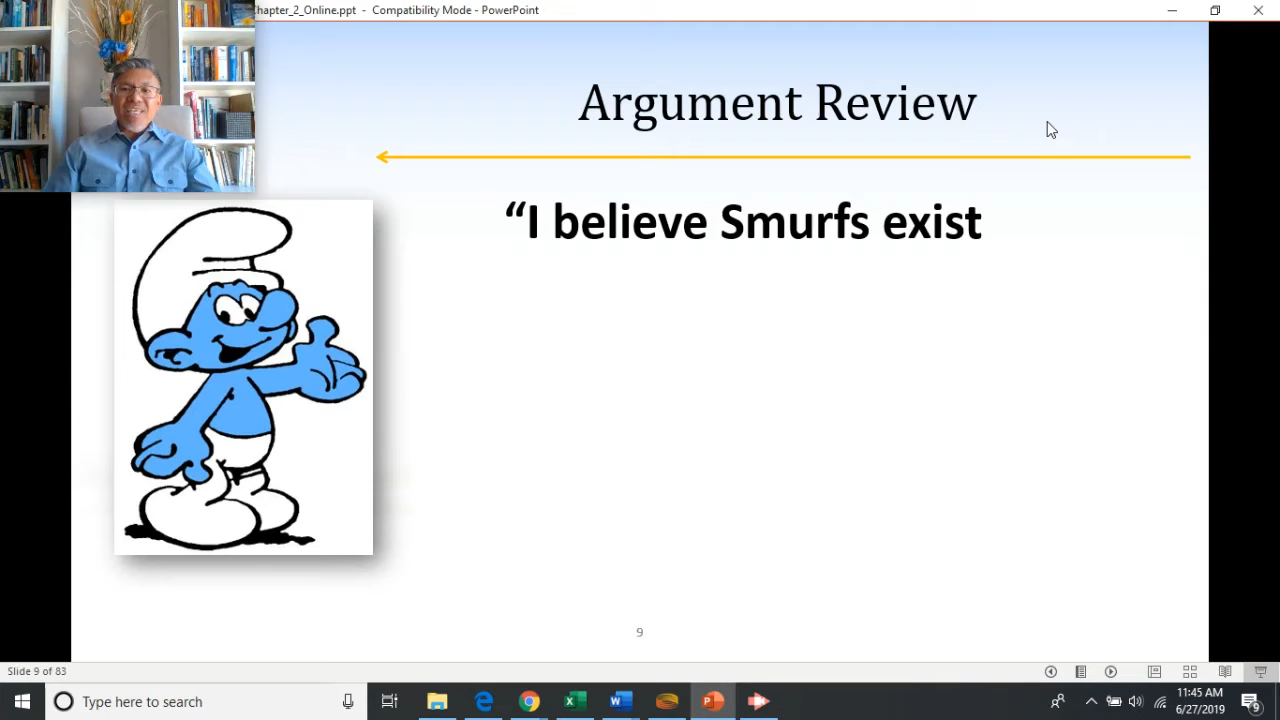 Chapter_2_Online.ppt - Compatibility Mode - PowerPoint
Argument Review
“I believe Smurfs exist
9
Slide 9 of 83
Type here to search
11:45 AM
6/27/2019
9